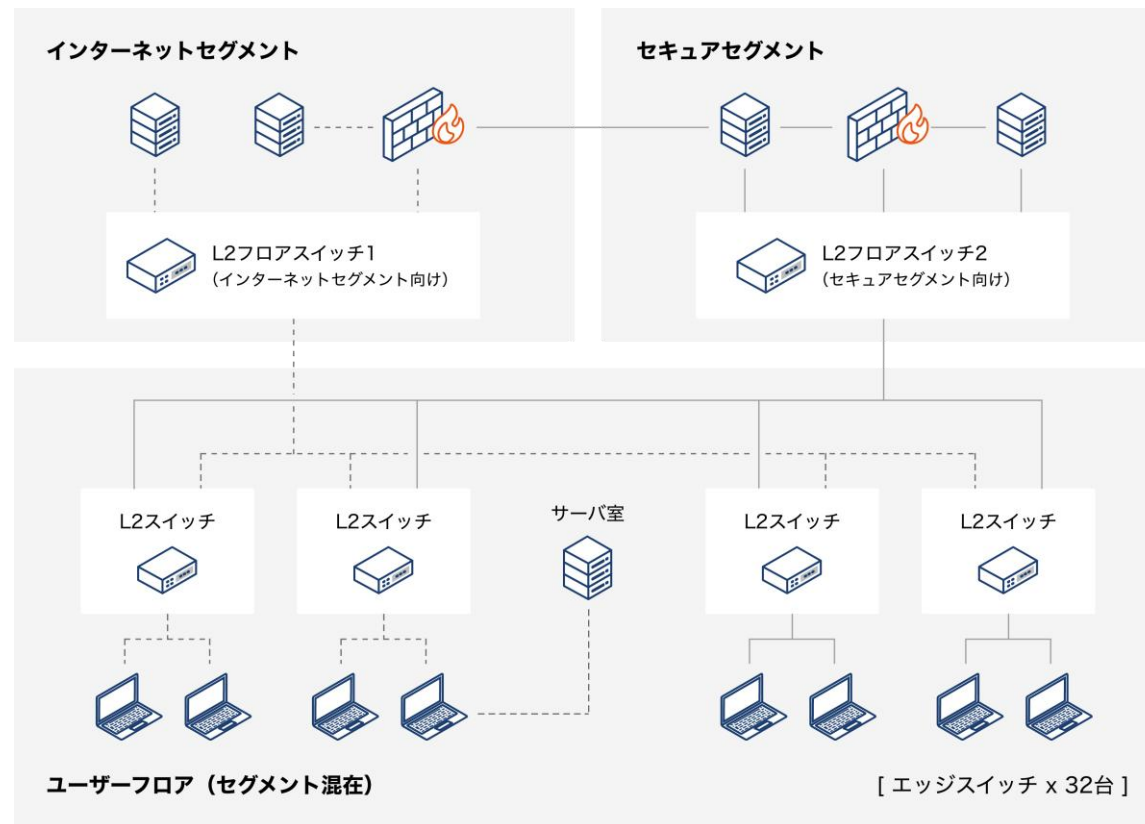 インターネットセグメント
セキュアセグメント
L2フロアスイッチ1
（インターネットセグメント向け）
L2フロアスイッチ2
（セキュアセグメント向け）
L2スイッチ
L2スイッチ
サーバ室
L2スイッチ
L2スイッチ
ユーザーフロア（セグメント混在）
[ エッジスイッチ x 32台 ]